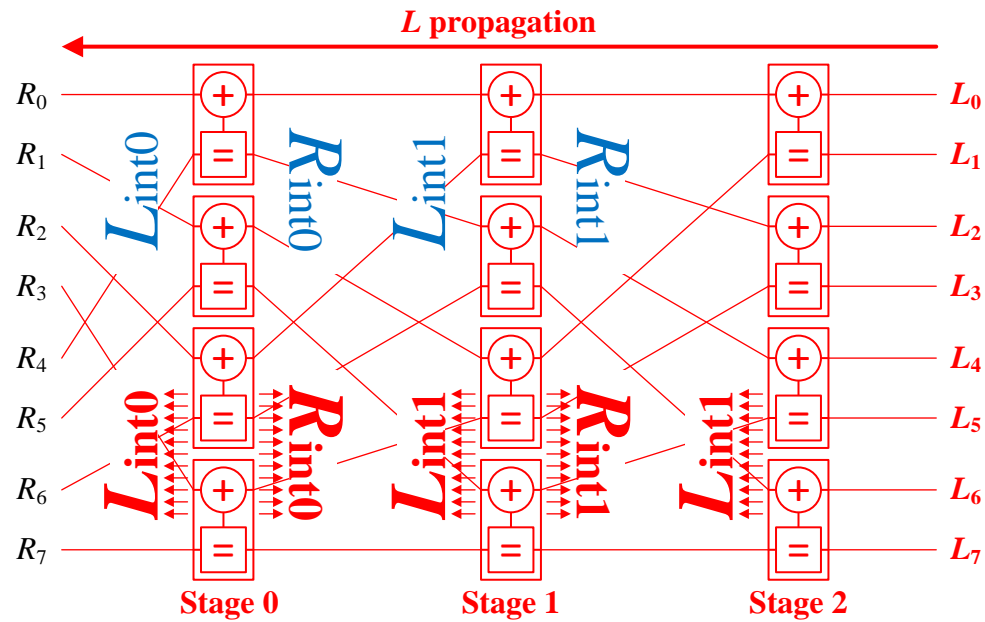 L propagation
R₀ + + + L₀
R₁ = = = L₁
Lint0 Rint0 Lint1 Rint1
R₂ + + + L₂
R₃ = = = L₃
R₄ + + + L₄
R₅ = = = L₅
Lint0 Rint0 Lint1 Rint1 Lint1
R₆ + + + L₆
R₇ = = = L₇
Stage 0 Stage 1 Stage 2